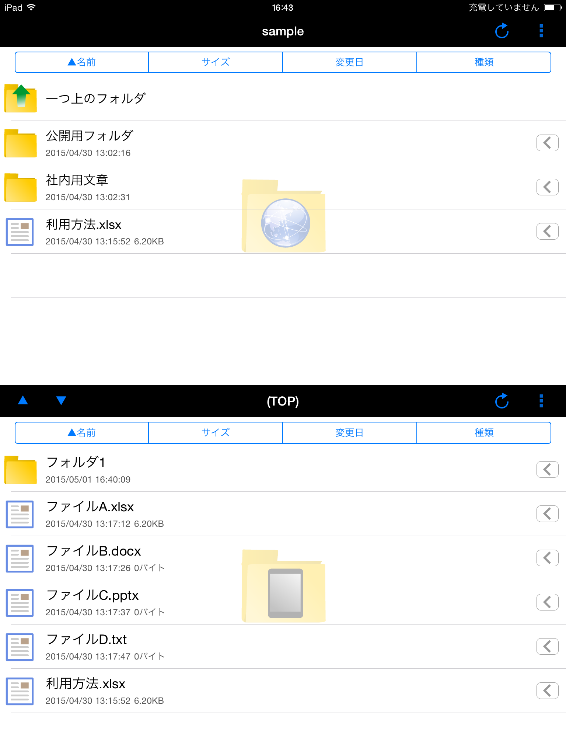 iPad 16:43 充電していません
sample
▲名前 サイズ 変更日 種類
一つ上のフォルダ
公開用フォルダ
2015/04/30 13:02:16
社内用文章
2015/04/30 13:02:31
利用方法.xlsx
2015/04/30 13:15:52 6.20KB
▲ ▼ (TOP)
▲名前 サイズ 変更日 種類
フォルダ1
2015/05/01 16:40:09
ファイルA.xlsx
2015/04/30 13:17:12 6.20KB
ファイルB.docx
2015/04/30 13:17:26 0バイト
ファイルC.pptx
2015/04/30 13:17:37 0バイト
ファイルD.txt
2015/04/30 13:17:47 0バイト
利用方法.xlsx
2015/04/30 13:15:52 6.20KB